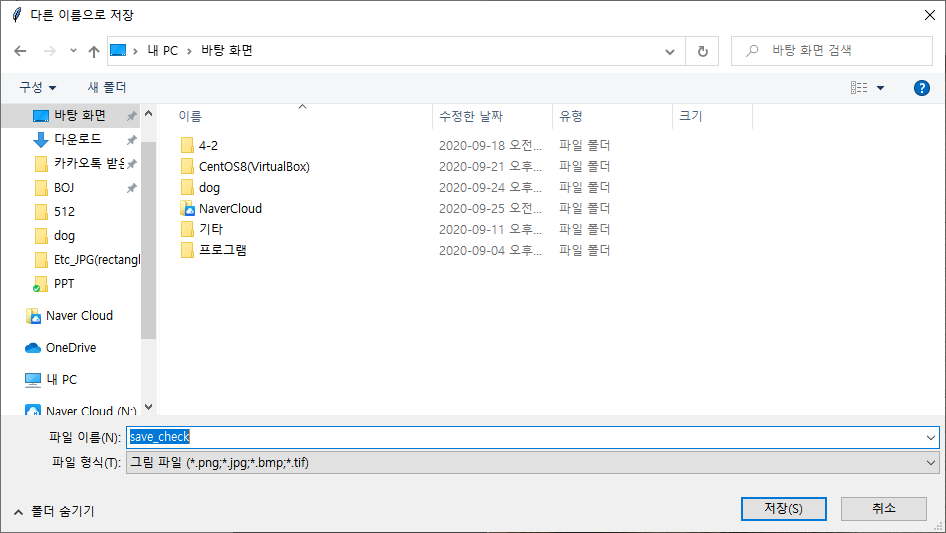 다른 이름으로 저장
내 PC
바탕 화면
바탕 화면 검색
구성
새 폴더
바탕 화면
다운로드
카카오톡 받은
BOJ
512
dog
Etc_JPG(rectangl
PPT
Naver Cloud
OneDrive
내 PC
Naver Cloud (N:)
이름 수정한 날짜 유형 크기
4-2 2020-09-18 오전... 파일 폴더
CentOS8(VirtualBox) 2020-09-21 오후... 파일 폴더
dog 2020-09-24 오후... 파일 폴더
NaverCloud 2020-09-25 오전... 파일 폴더
기타 2020-09-11 오후... 파일 폴더
프로그램 2020-09-04 오후... 파일 폴더
파일 이름(N): save_check
파일 형식(T): 그림 파일 (*.png;*.jpg;*.bmp;*.tif)
폴더 숨기기
저장(S)
취소